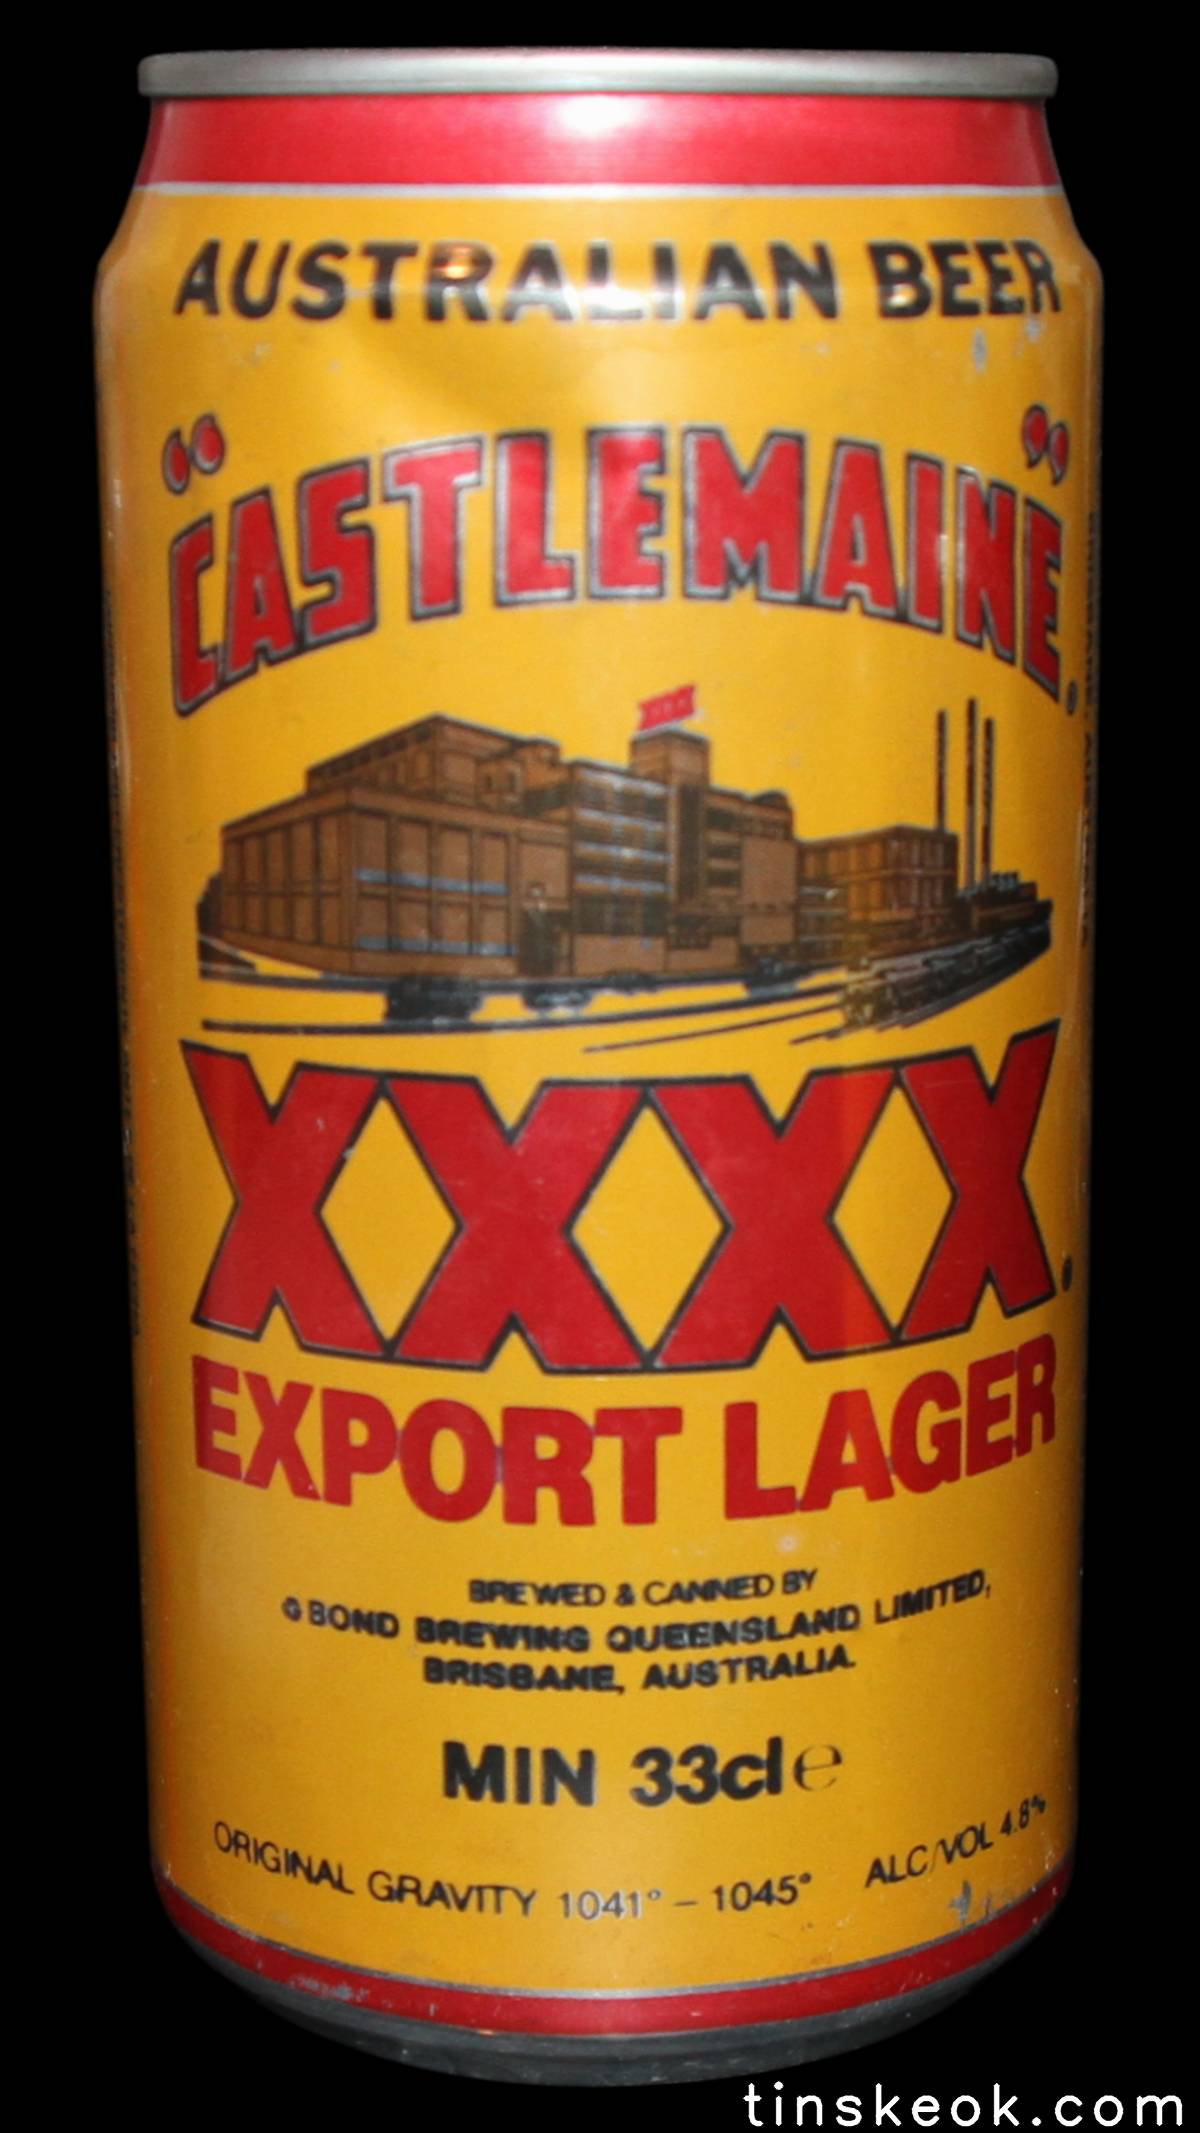 AUSTRALIAN BEER
"CASTLEMAINE"
XXXX
XXXX
EXPORT LAGER
BREWED & CANNED BY
© BOND BREWING QUEENSLAND LIMITED,
BRISBANE, AUSTRALIA.
MIN 33cl ℮
ORIGINAL GRAVITY 1041° – 1045° ALC/VOL 4.8%
tinskeok.com